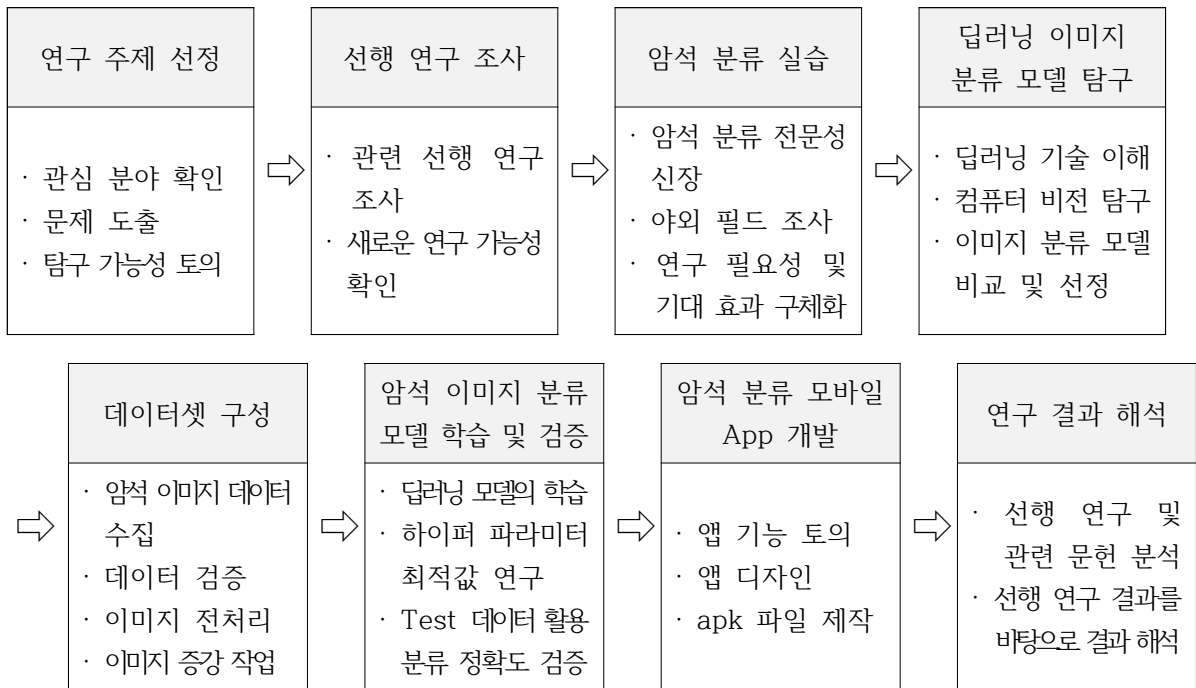 연구 주제 선정
· 관심 분야 확인
· 문제 도출
· 탐구 가능성 토의
선행 연구 조사
· 관련 선행 연구
조사
· 새로운 연구 가능성
확인
암석 분류 실습
· 암석 분류 전문성
신장
· 야외 필드 조사
· 연구 필요성 및
기대 효과 구체화
딥러닝 이미지
분류 모델 탐구
· 딥러닝 기술 이해
· 컴퓨터 비전 탐구
· 이미지 분류 모델
비교 및 선정
데이터셋 구성
· 암석 이미지 데이터
수집
· 데이터 검증
· 이미지 전처리
· 이미지 증강 작업
암석 이미지 분류
모델 학습 및 검증
· 딥러닝 모델의 학습
· 하이퍼 파라미터
최적값 연구
· Test 데이터 활용
분류 정확도 검증
암석 분류 모바일
App 개발
· 앱 기능 토의
· 앱 디자인
· apk 파일 제작
연구 결과 해석
· 선행 연구 및
관련 문헌 분석
· 선행 연구 결과를
바탕으로 결과 해석